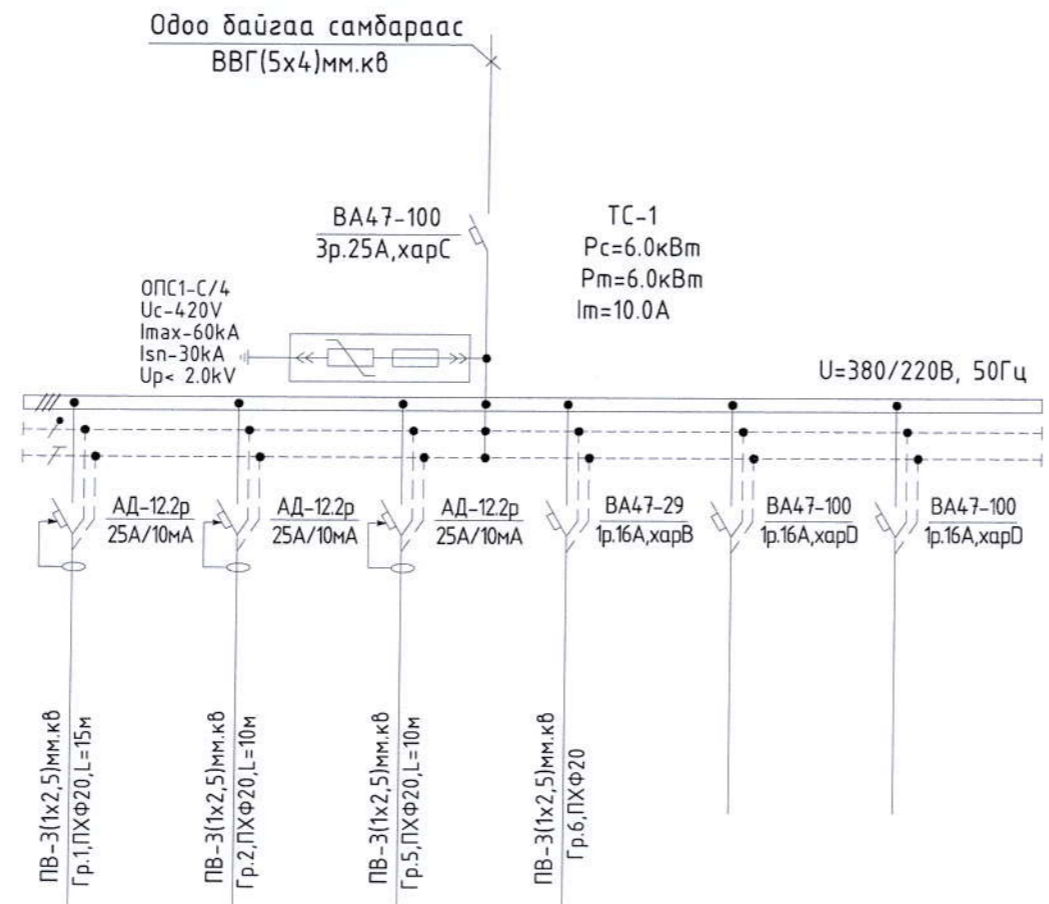 Одоо байгаа самбараас
ВВГ(5х4)мм.кв
ВА47-100
3р.25А,харС
ТС-1
Рс=6.0кВт
Рт=6.0кВт
Iт=10.0А
ОПС1-С/4
Uc-420V
Imax-60kA
Isn-30kA
Up< 2.0kV
U=380/220В, 50Гц
АД-12.2р
25А/10мА
АД-12.2р
25А/10мА
АД-12.2р
25А/10мА
ВА47-29
1р.16А,харВ
ВА47-100
1р.16А,харD
ВА47-100
1р.16А,харD
ПВ-3(1х2,5)мм.кв
Гр.1,ПХФ20,L=15м
ПВ-3(1х2,5)мм.кв
Гр.2,ПХФ20,L=10м
ПВ-3(1х2,5)мм.кв
Гр.5,ПХФ20,L=10м
ПВ-3(1х2,5)мм.кв
Гр.6,ПХФ20